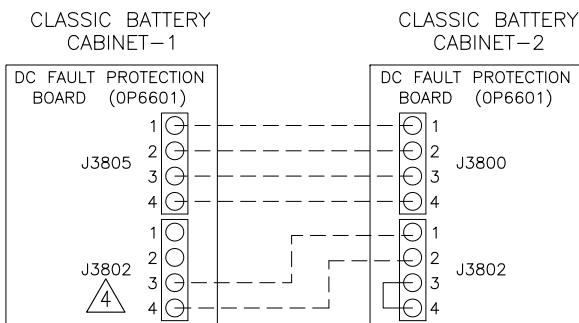 CLASSIC BATTERY
CABINET-1
DC FAULT PROTECTION
BOARD (0P6601)
1
2
J3805
3
4
1
2
J3802
3
4
4
CLASSIC BATTERY
CABINET-2
DC FAULT PROTECTION
BOARD (0P6601)
1
2
J3800
3
4
1
2
J3802
3
4